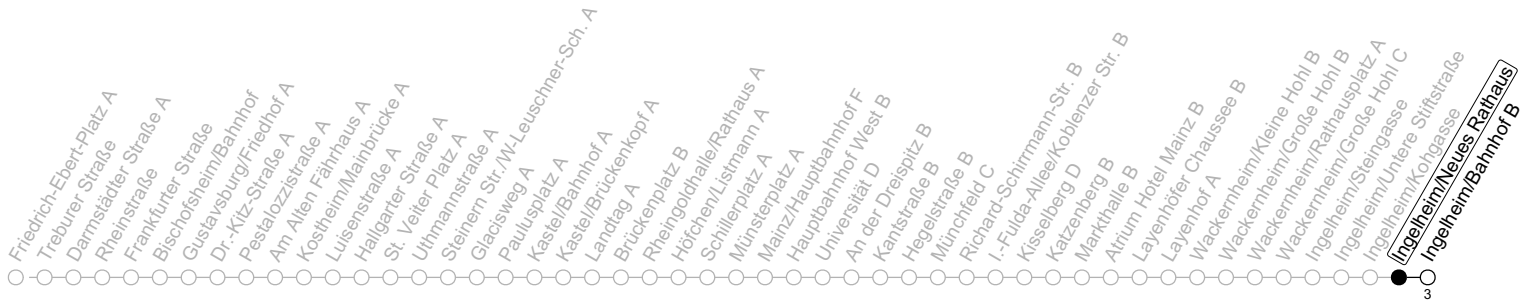 Friedrich-Ebert-Platz A
Treburer Straße
Darmstädter Straße A
Rheinstraße
Frankfurter Straße
Bischofsheim/Bahnhof
Gustavsburg/Friedhof A
Dr.-Kitz-Straße A
Pestalozzistraße A
Am Alten Fährhaus A
Kostheim/Mainbrücke A
Luisenstraße A
Hallgarter Straße A
St. Veiter Platz A
Uthmannstraße A
Steinern Str./W-Leuschner-Sch. A
Glacisweg A
Paulusplatz A
Kastel/Bahnhof A
Kastel/Brückenkopf A
Landtag A
Brückenplatz B
Rheingoldhalle/Rathaus A
Höfchen/Listmann A
Schillerplatz A
Münsterplatz A
Mainz/Hauptbahnhof F
Hauptbahnhof West B
Universität D
An der Dreispitz B
Kantstraße B
Hegelstraße B
Münchfeld C
Richard-Schirrmann-Str. B
I.-Fulda-Allee/Koblenzer Str. B
Kisselberg D
Katzenberg B
Markthalle B
Atrium Hotel Mainz B
Layenhöfer Chaussee B
Layenhof A
Wackernheim/Kleine Hohl B
Wackernheim/Große Hohl B
Wackernheim/Rathausplatz A
Wackernheim/Große Hohl C
Ingelheim/Steingasse
Ingelheim/Untere Stiftstraße
Ingelheim/Rohgasse
Ingelheim/Neues Rathaus
Ingelheim/Bahnhof B
3